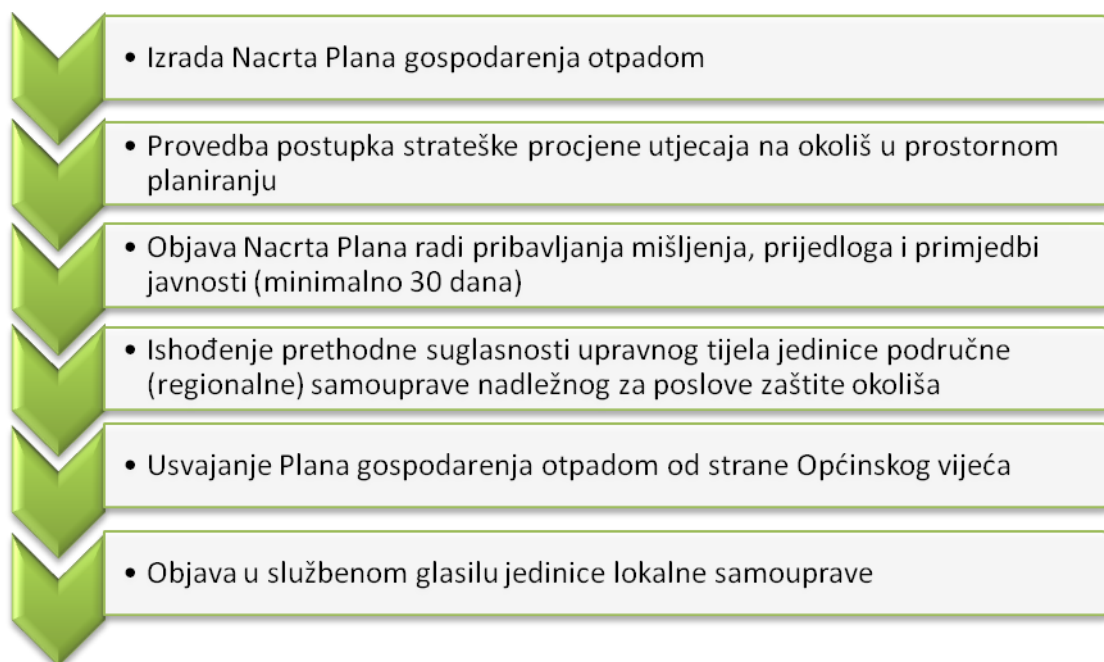 • Izrada Nacrta Plana gospodarenja otpadom
• Provedba postupka strateške procjene utjecaja na okoliš u prostornom
planiranju
• Objava Nacrta Plana radi pribavljanja mišljenja, prijedloga i primjedbi
javnosti (minimalno 30 dana)
• Ishođenje prethodne suglasnosti upravnog tijela jedinice područne
(regionalne) samouprave nadležnog za poslove zaštite okoliša
• Usvajanje Plana gospodarenja otpadom od strane Općinskog vijeća
• Objava u službenom glasilu jedinice lokalne samouprave